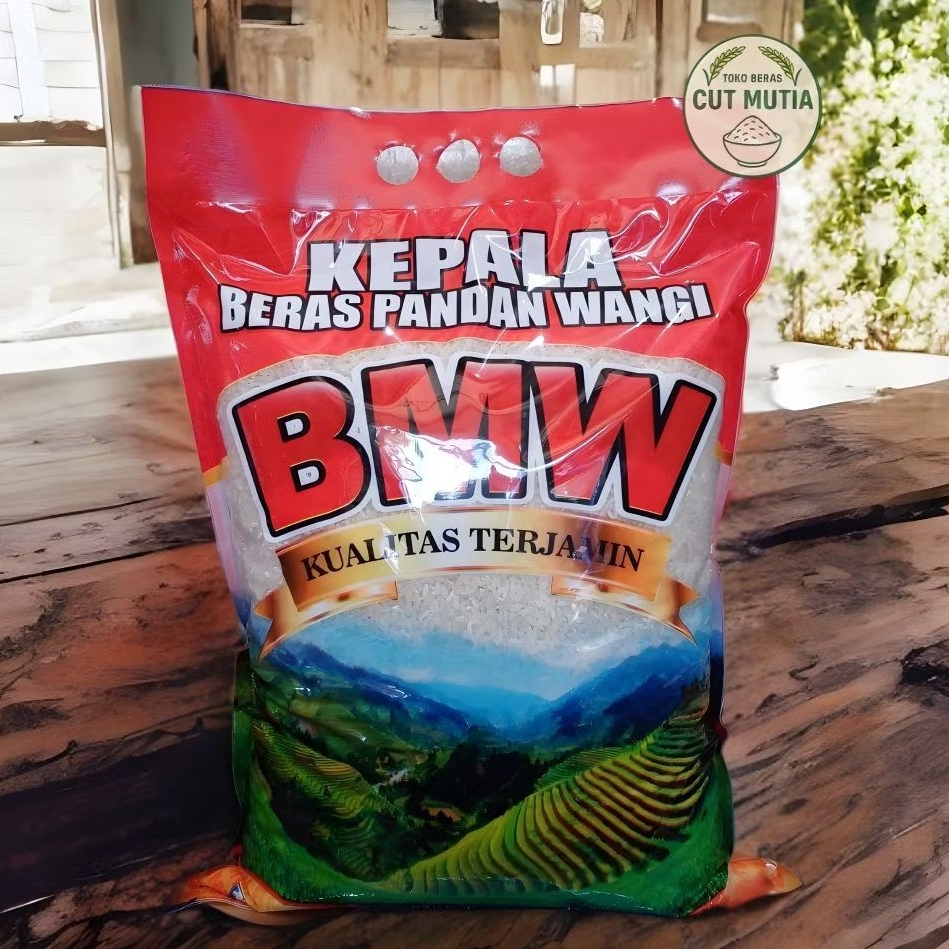 TOKO BERAS
CUT MUTIA
KEPALA
BERAS PANDAN WANGI
BMW
KUALITAS TERJAMIN